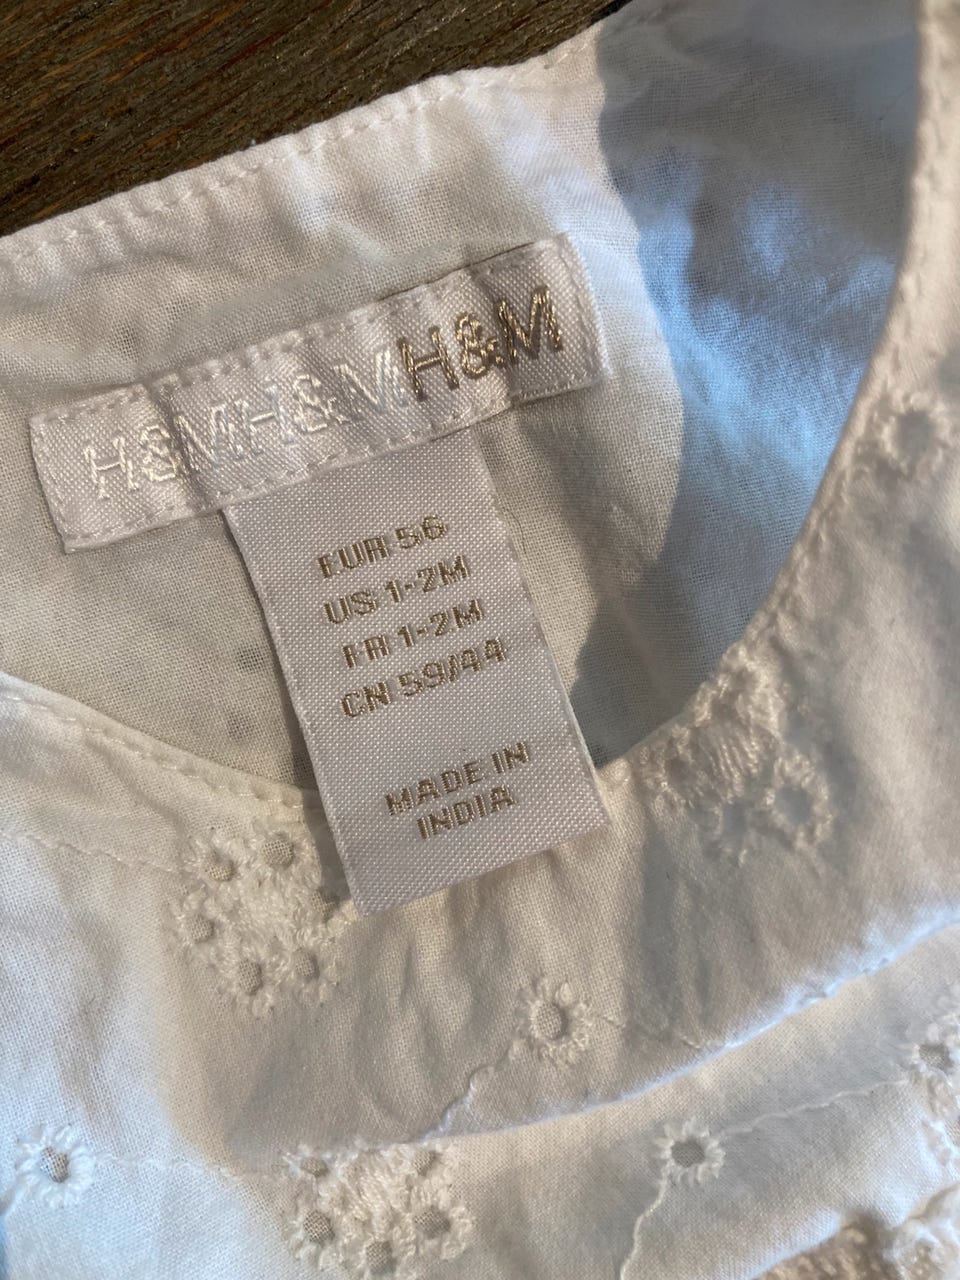 H&MH&MH&M
EUR 56
US 1-2M
FR 1-2M
CN 59/44
MADE IN
INDIA